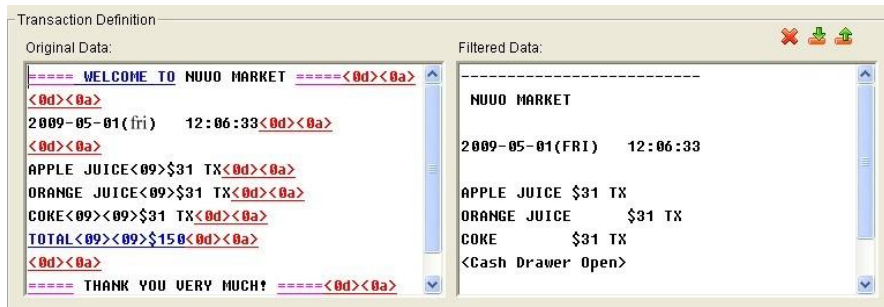 Transaction Definition
Original Data:
===== WELCOME TO NUUO MARKET =====<0d><0a>
<0d><0a>
2009-05-01(fri) 12:06:33<0d><0a>
<0d><0a>
APPLE JUICE<09>$31 TX<0d><0a>
ORANGE JUICE<09>$31 TX<0d><0a>
COKE<09><09>$31 TX<0d><0a>
TOTAL<09><09>$150<0d><0a>
<0d><0a>
===== THANK YOU VERY MUCH! =====<0d><0a>
Filtered Data:
--------------------------
NUUO MARKET
2009-05-01(FRI) 12:06:33
APPLE JUICE $31 TX
ORANGE JUICE $31 TX
COKE $31 TX
<Cash Drawer Open>